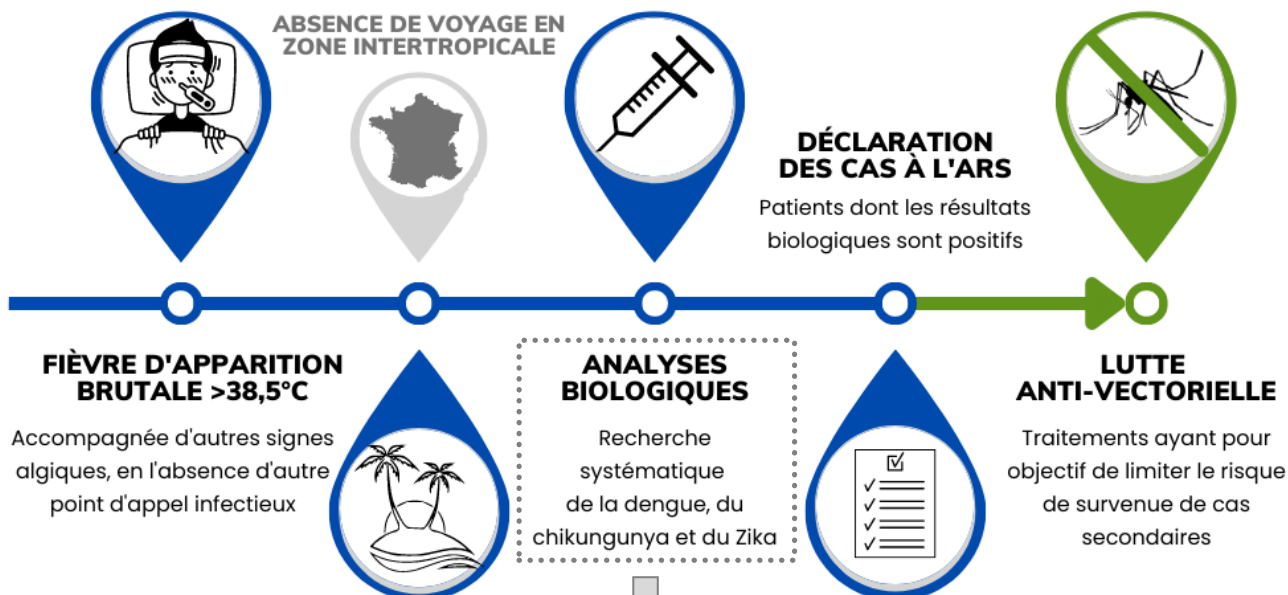 ABSENCE DE VOYAGE EN
ZONE INTERTROPICALE
DÉCLARATION
DES CAS À L'ARS
Patients dont les résultats
biologiques sont positifs
FIÈVRE D'APPARITION
BRUTALE >38,5°C
Accompagnée d'autres signes
algiques, en l'absence d'autre
point d'appel infectieux
ANALYSES
BIOLOGIQUES
Recherche
systématique
de la dengue, du
chikungunya et du Zika
LUTTE
ANTI-VECTORIELLE
Traitements ayant pour
objectif de limiter le risque
de survenue de cas
secondaires